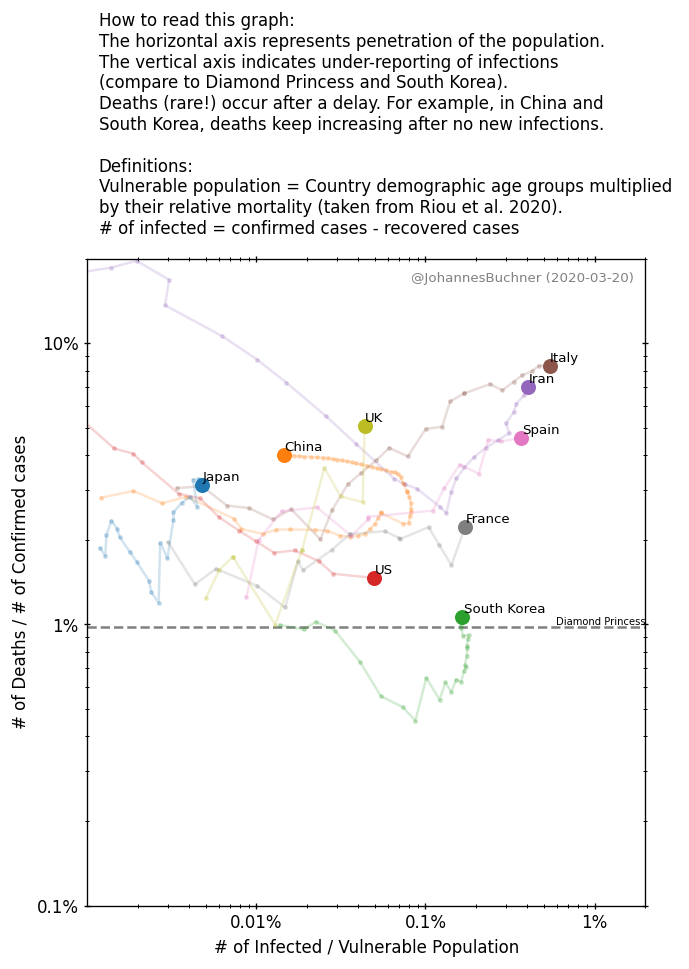 How to read this graph:
The horizontal axis represents penetration of the population.
The vertical axis indicates under-reporting of infections
(compare to Diamond Princess and South Korea).
Deaths (rare!) occur after a delay. For example, in China and
South Korea, deaths keep increasing after no new infections.
Definitions:
Vulnerable population = Country demographic age groups multiplied
by their relative mortality (taken from Riou et al. 2020).
# of infected = confirmed cases - recovered cases
@JohannesBuchner (2020-03-20)
10%
Italy
Iran
UK
Spain
China
Japan
France
US
South Korea
Diamond Princess
1%
# of Deaths / # of Confirmed cases
0.1%
0.01%
0.1%
1%
# of Infected / Vulnerable Population